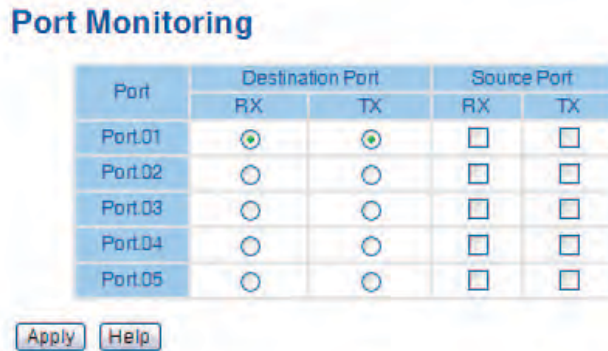 Port Monitoring
Port Destination Port Source Port
RX TX RX TX
Port.01
Port.02
Port.03
Port.04
Port.05
Apply Help